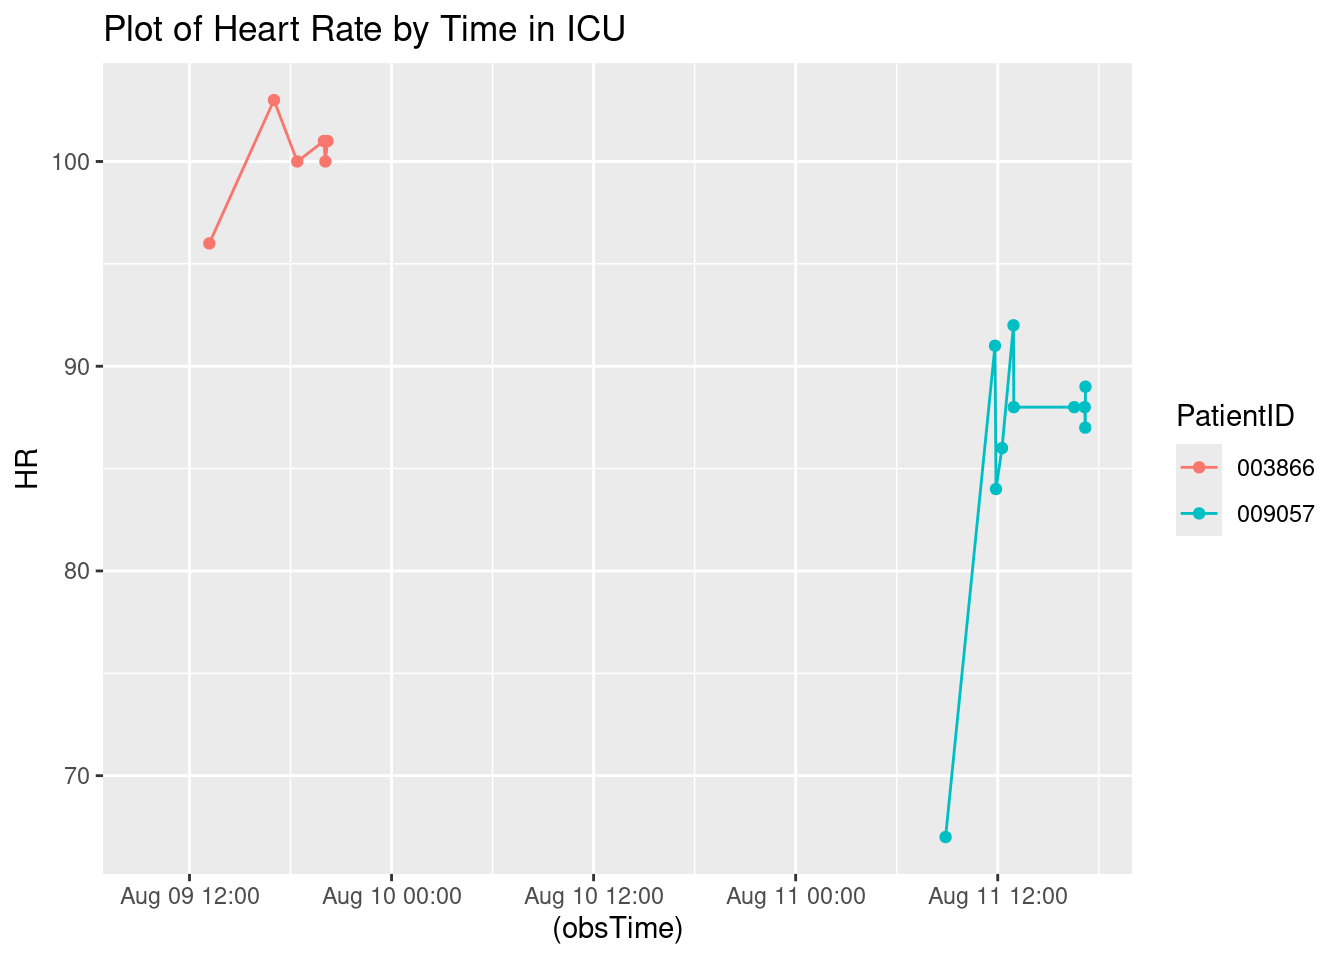 Plot of Heart Rate by Time in ICU
100
90
80
70
HR
Aug 09 12:00
Aug 10 00:00
Aug 10 12:00
Aug 11 00:00
Aug 11 12:00
(obsTime)
PatientID
003866
009057